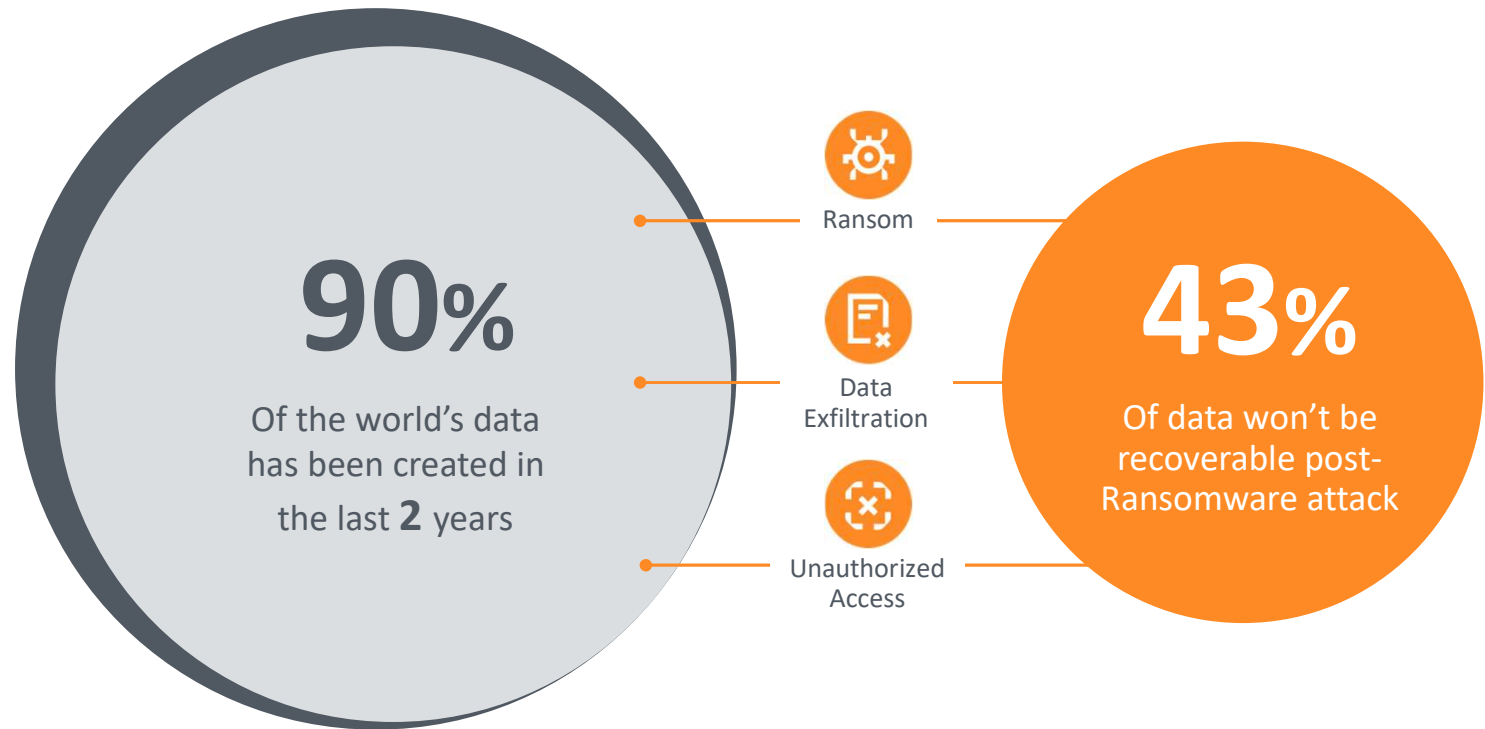 90%
Of the world’s data
has been created in
the last 2 years
Ransom
Data
Exfiltration
Unauthorized
Access
43%
Of data won’t be
recoverable post-
Ransomware attack